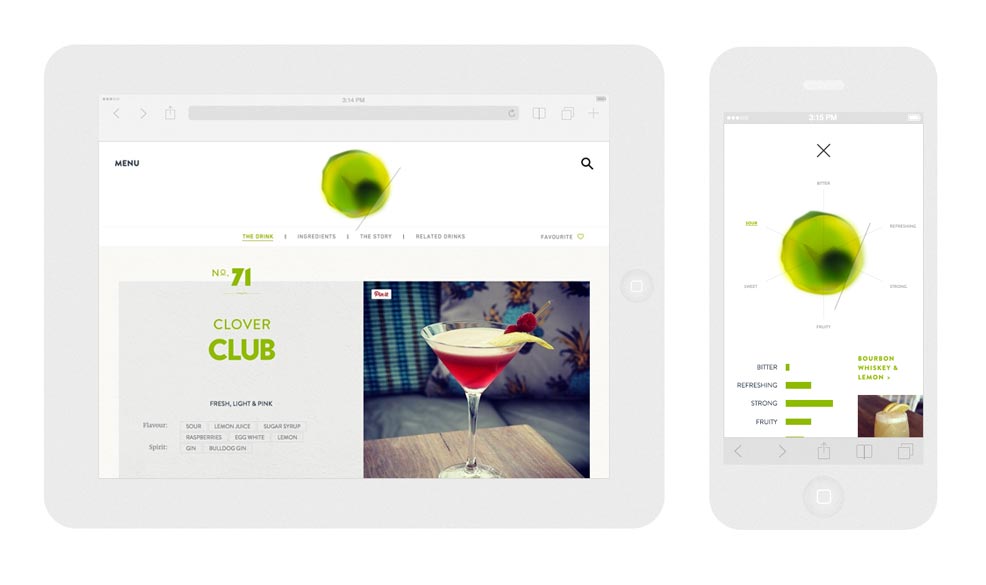 3:14 PM
MENU
THE DRINK
INGREDIENTS
THE STORY
RELATED DRINKS
FAVOURITE
No. 71
Pinit
CLOVER
CLUB
FRESH, LIGHT & PINK
Flavour: SOUR LEMON JUICE SUGAR SYRUP
RASPBERRIES EGG WHITE LEMON
Spirit: GIN BULLDOG GIN
3:15 PM
BITTER
SOUR
REFRESHING
SWEET
STRONG
FRUITY
BITTER
REFRESHING
STRONG
FRUITY
BOURBON
WHISKEY &
LEMON >